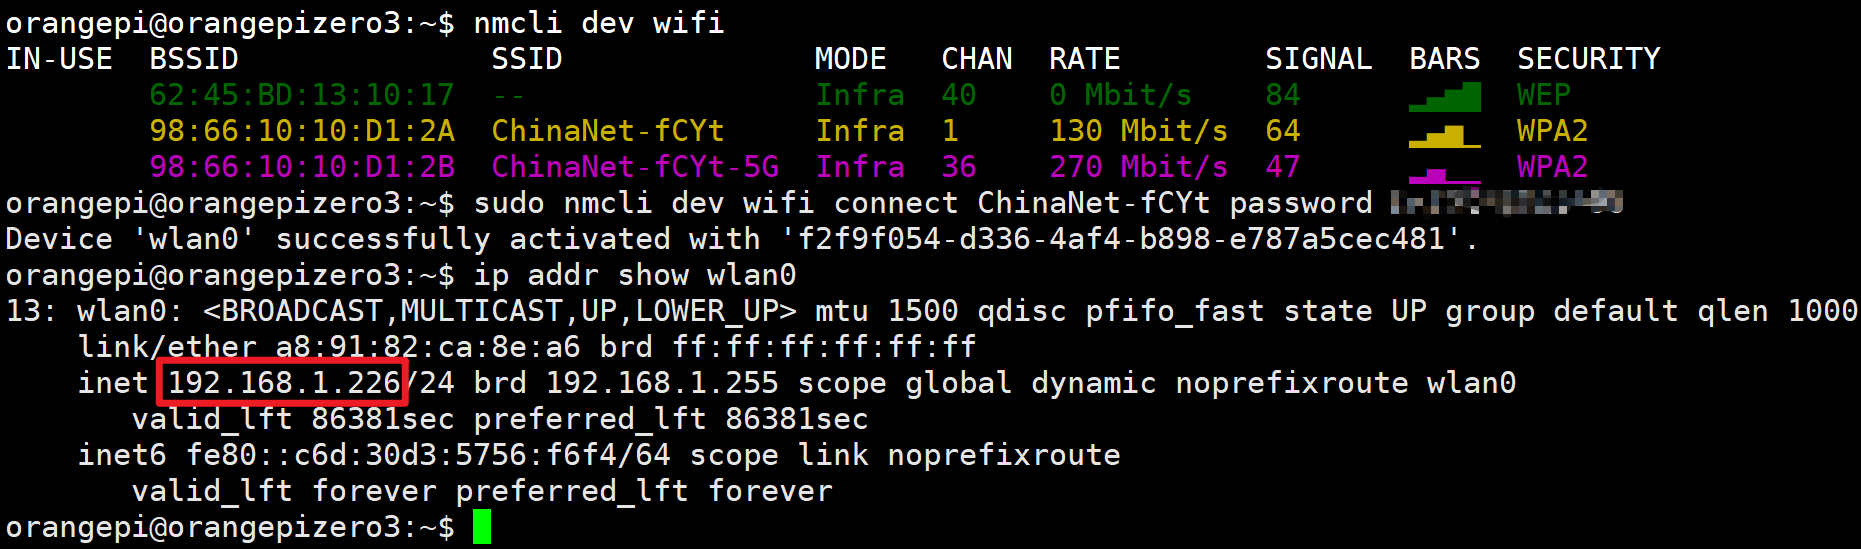 orangepi@orangepizero3:~$ nmcli dev wifi
IN-USE  BSSID              SSID              MODE   CHAN  RATE        SIGNAL  BARS  SECURITY
        62:45:BD:13:10:17  --                Infra  40    0 Mbit/s    84      ▂▄▆█  WEP
        98:66:10:10:D1:2A  ChinaNet-fCYt     Infra  1     130 Mbit/s  64      ▂▄▆_  WPA2
        98:66:10:10:D1:2B  ChinaNet-fCYt-5G  Infra  36    270 Mbit/s  47      ▂▄__  WPA2
orangepi@orangepizero3:~$ sudo nmcli dev wifi connect ChinaNet-fCYt password
Device 'wlan0' successfully activated with 'f2f9f054-d336-4af4-b898-e787a5cec481'.
orangepi@orangepizero3:~$ ip addr show wlan0
13: wlan0: <BROADCAST,MULTICAST,UP,LOWER_UP> mtu 1500 qdisc pfifo_fast state UP group default qlen 1000
    link/ether a8:91:82:ca:8e:a6 brd ff:ff:ff:ff:ff:ff
    inet 192.168.1.226/24 brd 192.168.1.255 scope global dynamic noprefixroute wlan0
       valid_lft 86381sec preferred_lft 86381sec
    inet6 fe80::c6d:30d3:5756:f6f4/64 scope link noprefixroute
       valid_lft forever preferred_lft forever
orangepi@orangepizero3:~$